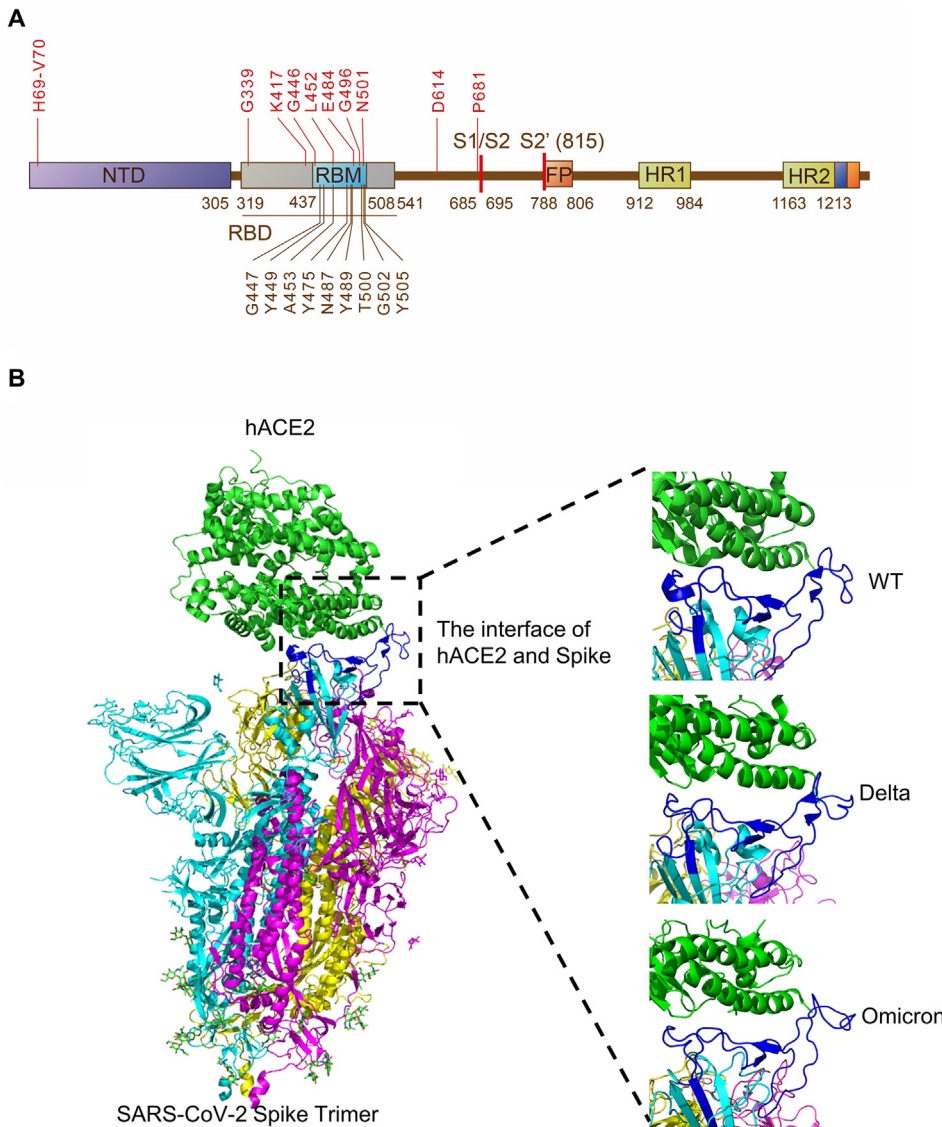 A
H69-V70
G339
K417
G446
L452
E484
G496
N501
D614
P681
S1/S2
S2' (815)
NTD
RBM
FP
HR1
HR2
305
319
437
508
541
685
695
788
806
912
984
1163
1213
RBD
G447
Y449
A453
Y475
N487
Y489
T500
G502
Y505
B
hACE2
WT
The interface of
hACE2 and Spike
Delta
Omicron
SARS-CoV-2 Spike Trimer